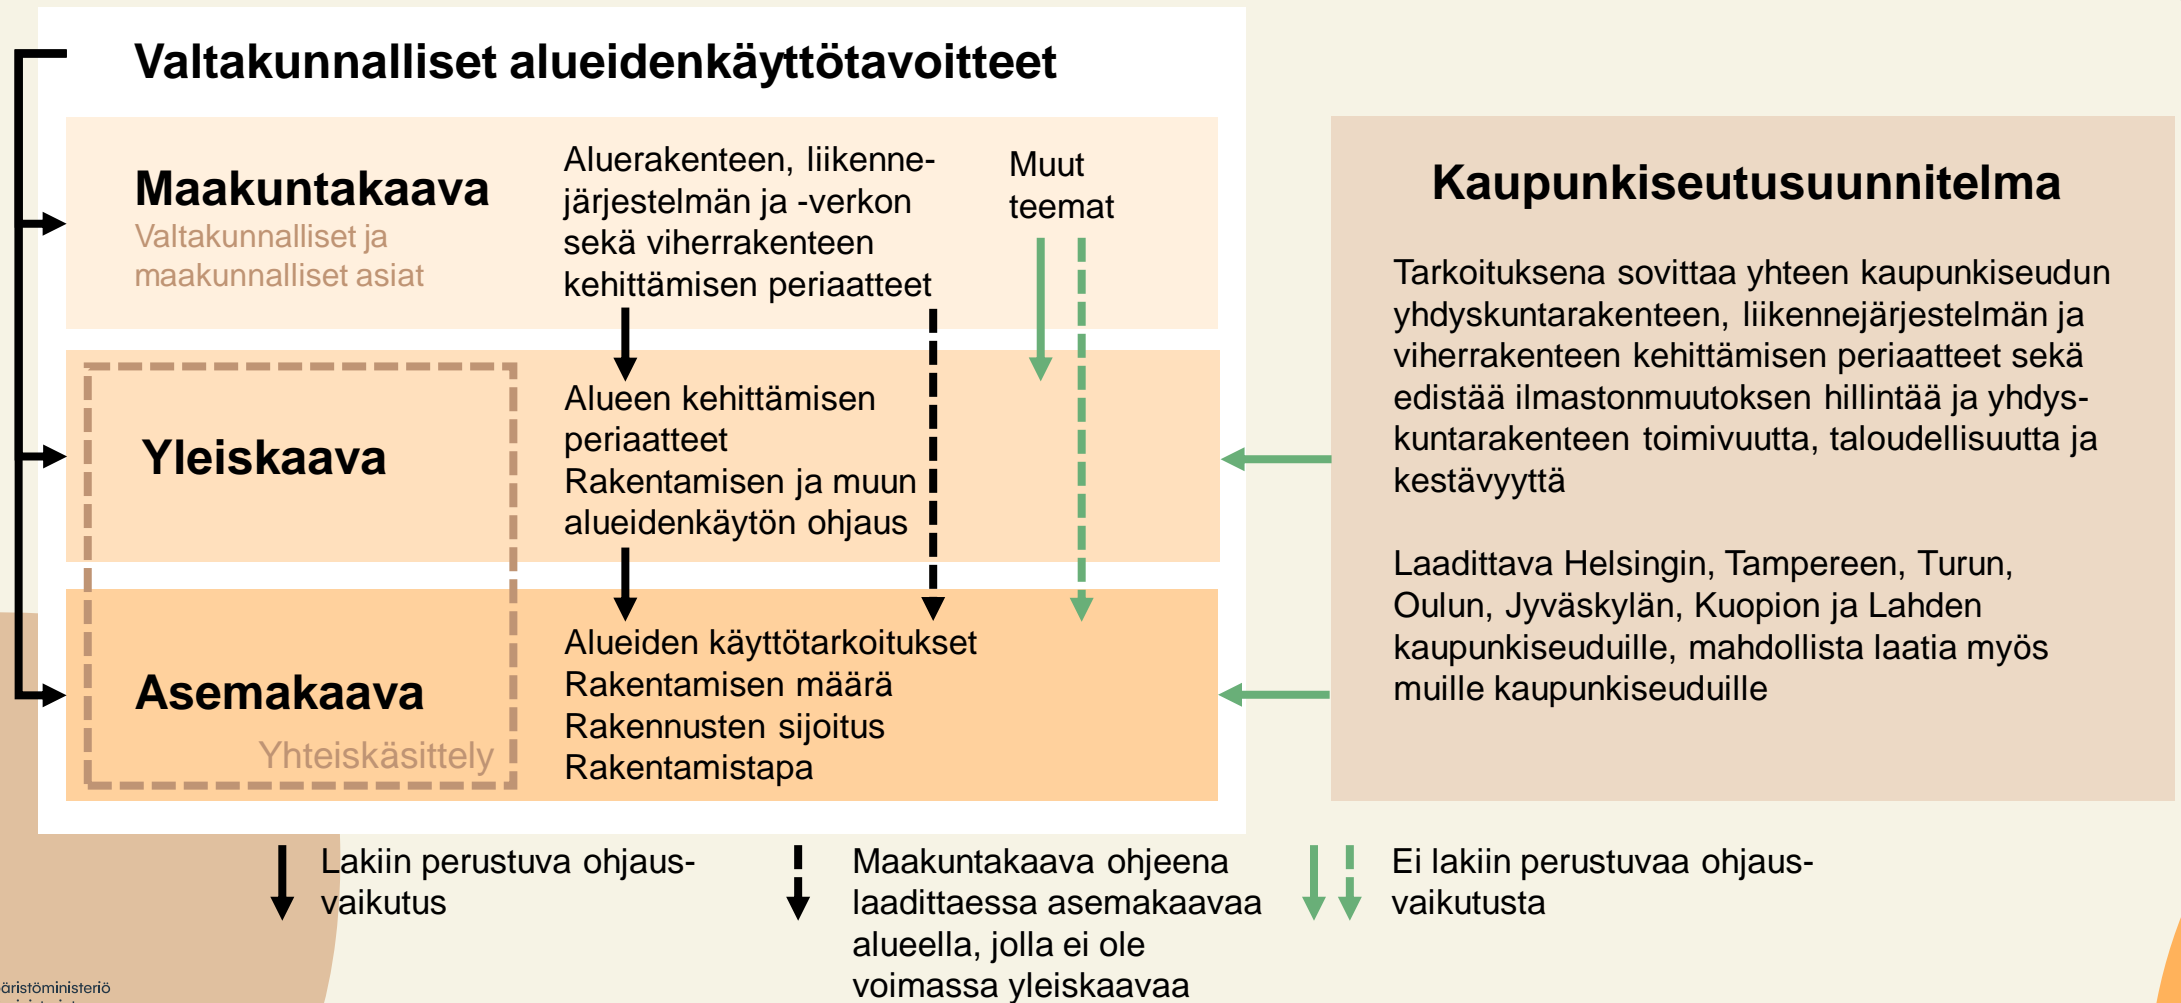 Valtakunnalliset alueidenkäyttötavoitteet
Maakuntakaava
Valtakunnalliset ja
maakunnalliset asiat
Aluerakenteen, liikenne-
järjestelmän ja -verkon
sekä viherrakenteen
kehittämisen periaatteet
Muut
teemat
Yleiskaava
Alueen kehittämisen
periaatteet
Rakentamisen ja muun
alueidenkäytön ohjaus
Asemakaava
Yhteiskäsittely
Alueiden käyttötarkoitukset
Rakentamisen määrä
Rakennusten sijoitus
Rakentamistapa
Kaupunkiseutusuunnitelma
Tarkoituksena sovittaa yhteen kaupunkiseudun
yhdyskuntarakenteen, liikennejärjestelmän ja
viherrakenteen kehittämisen periaatteet sekä
edistää ilmastonmuutoksen hillintää ja yhdys-
kuntarakenteen toimivuutta, taloudellisuutta ja
kestävyyttä
Laadittava Helsingin, Tampereen, Turun,
Oulun, Jyväskylän, Kuopion ja Lahden
kaupunkiseuduille, mahdollista laatia myös
muille kaupunkiseuduille
Lakiin perustuva ohjaus-
vaikutus
Maakuntakaava ohjeena
laadittaessa asemakaavaa
alueella, jolla ei ole
voimassa yleiskaavaa
Ei lakiin perustuvaa ohjaus-
vaikutusta
äristöministeriö